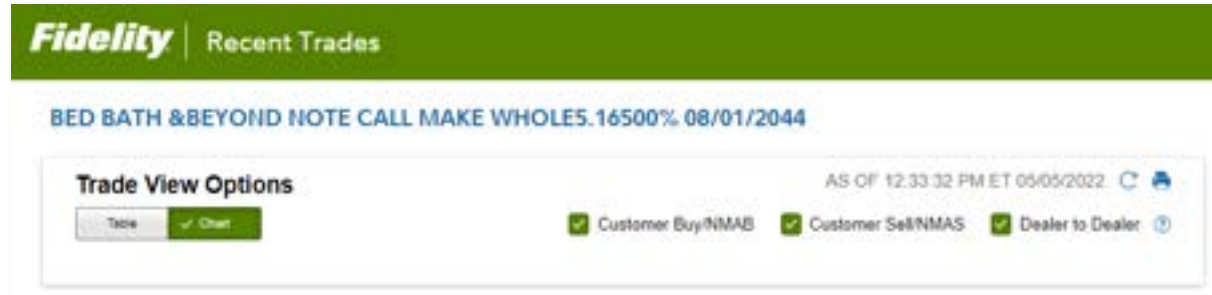 Fidelity | Recent Trades
BED BATH &BEYOND NOTE CALL MAKE WHOLE5.16500% 08/01/2044
Trade View Options
AS OF 12:33:32 PM ET 05/05/2022
Table Chart
Customer Buy/NMAB Customer Sell/NMAS Dealer to Dealer